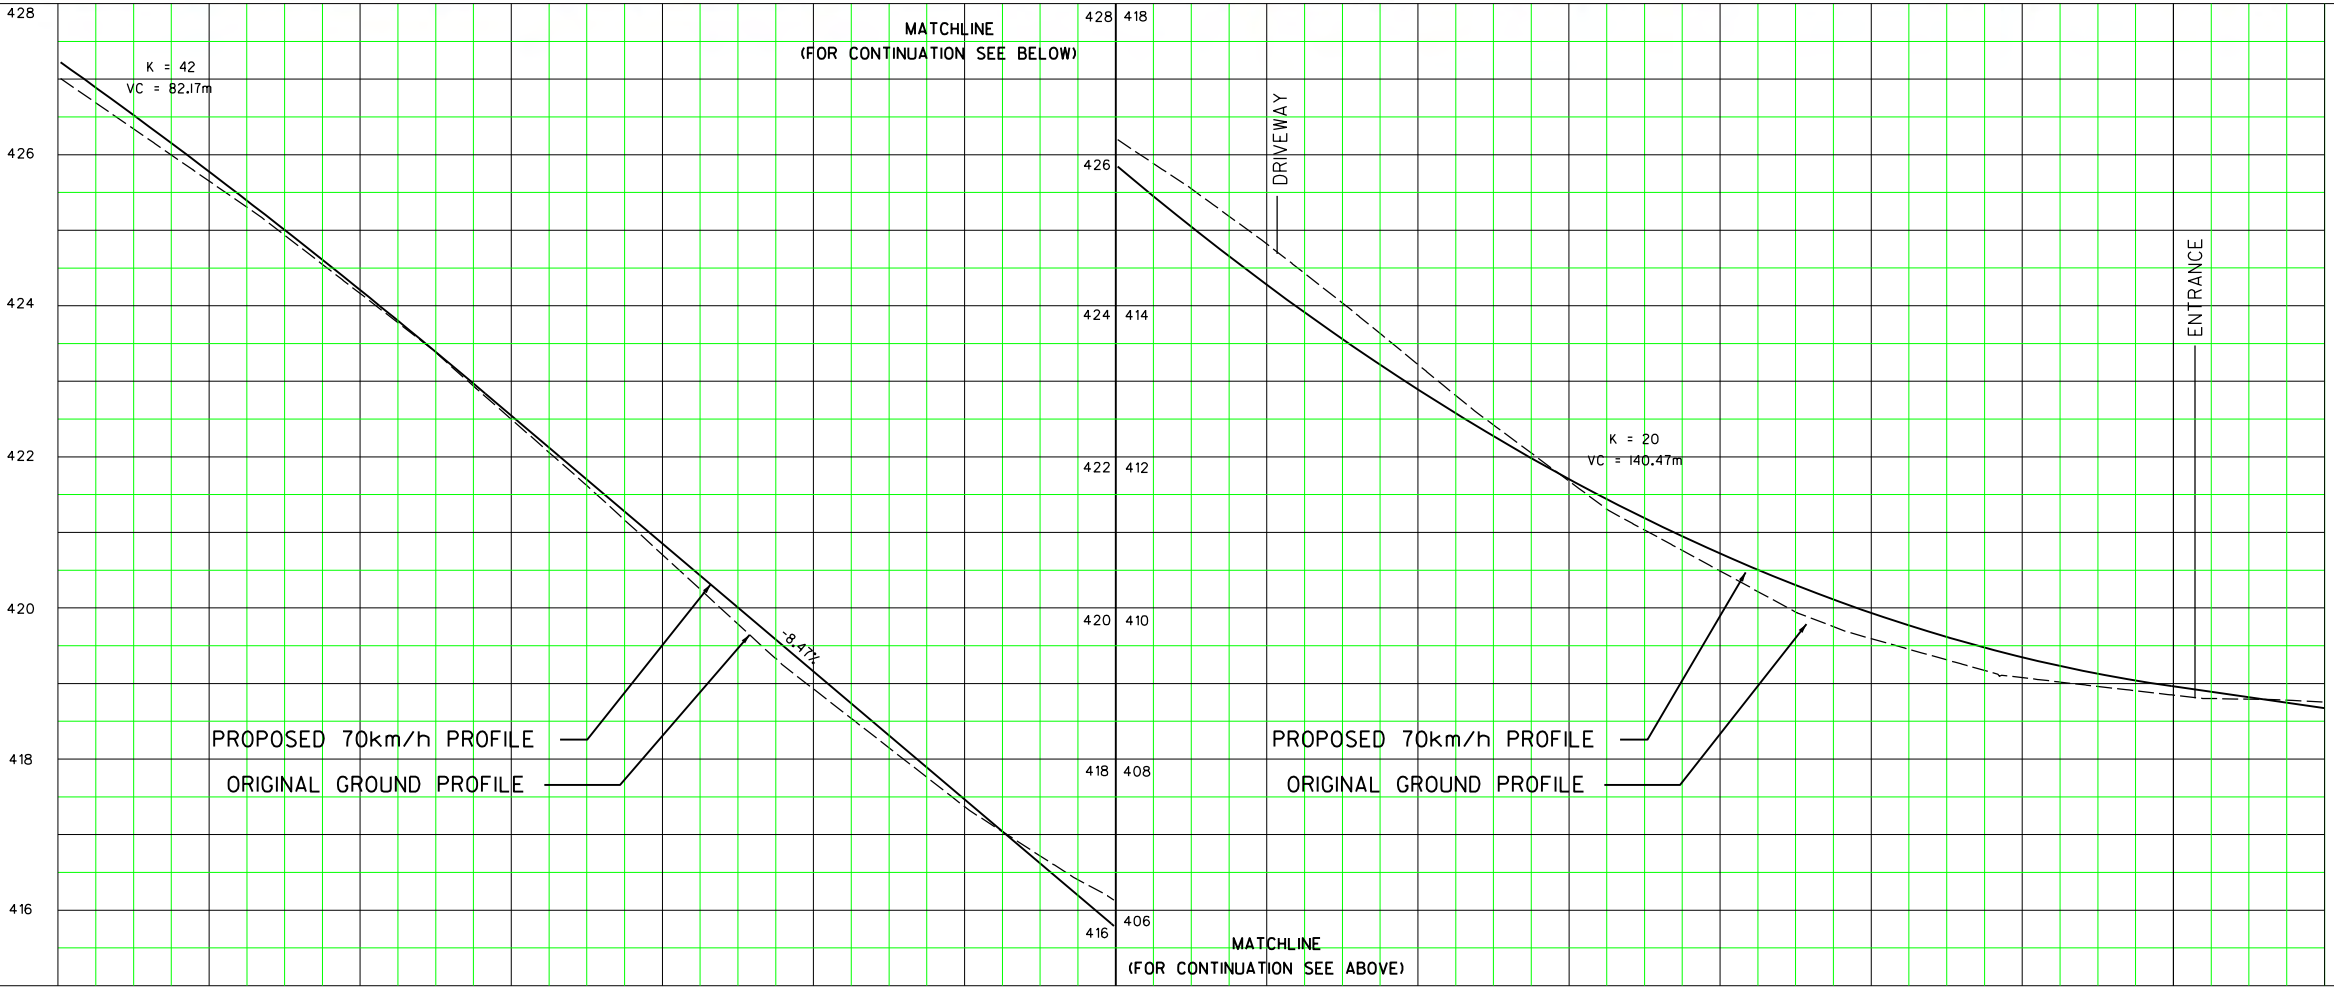 428
MATCHLINE
(FOR CONTINUATION SEE BELOW)
428 418
K = 42
VC = 82.17m
DRIVEWAY
426
426
ENTRANCE
424
424 414
K = 20
VC = 140.47m
422
422 412
420
420 410
-8.47%
PROPOSED 70km/h PROFILE
PROPOSED 70km/h PROFILE
418
418 408
ORIGINAL GROUND PROFILE
ORIGINAL GROUND PROFILE
416
416
406
MATCHLINE
(FOR CONTINUATION SEE ABOVE)